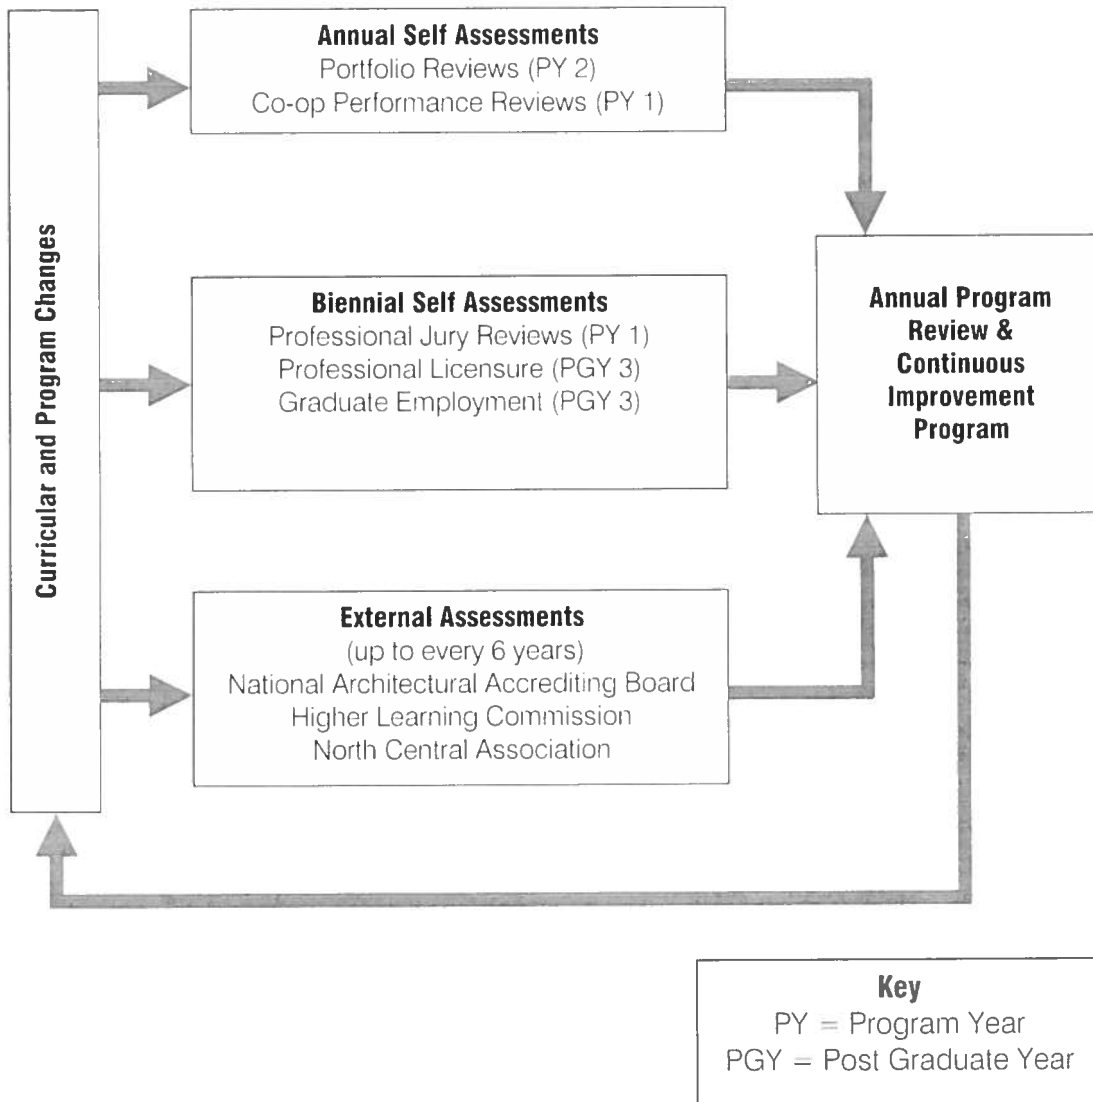 Curricular and Program Changes
Annual Self Assessments
Portfolio Reviews (PY 2)
Co-op Performance Reviews (PY 1)
Biennial Self Assessments
Professional Jury Reviews (PY 1)
Professional Licensure (PGY 3)
Graduate Employment (PGY 3)
External Assessments
(up to every 6 years)
National Architectural Accrediting Board
Higher Learning Commission
North Central Association
Annual Program
Review &
Continuous
Improvement
Program
Key
PY = Program Year
PGY = Post Graduate Year